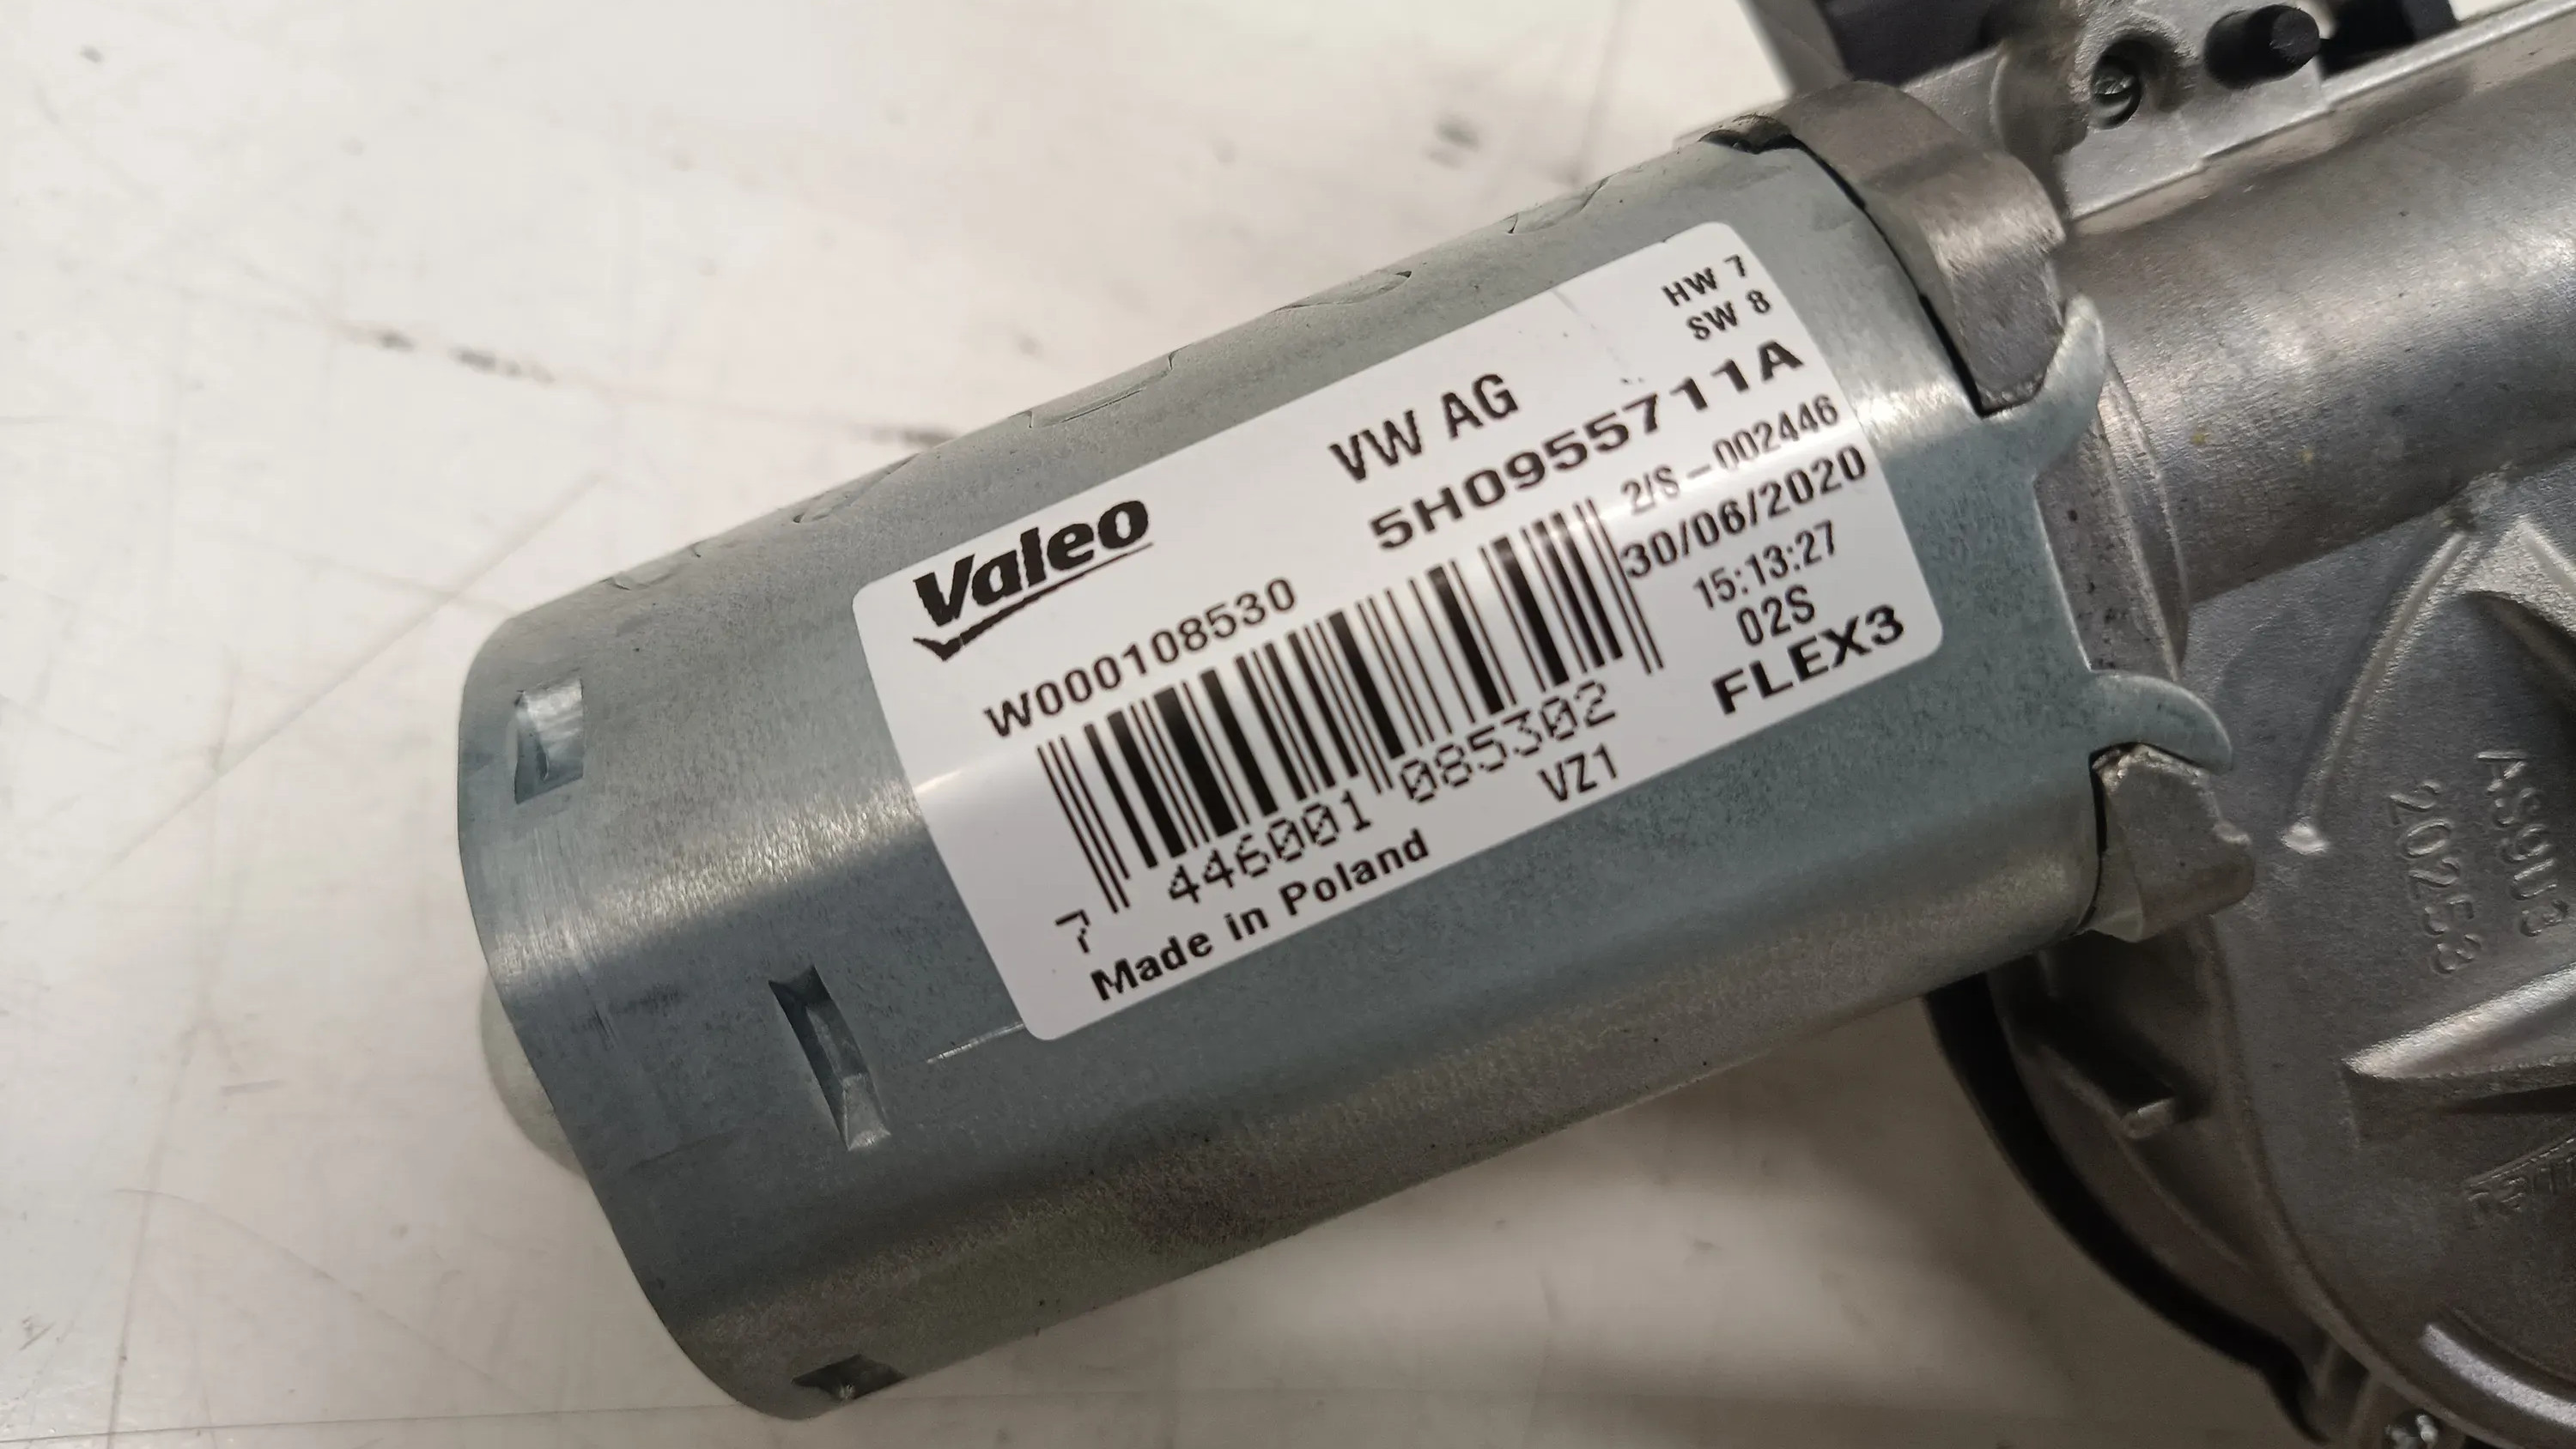 HW 7
SW 8
VW AG
5H0955711A
Valeo
2/S-002446
30/06/2020
W000108530
15:13:27
02S
FLEX3
7 446001 085302
VZ1
Made in Poland
202253